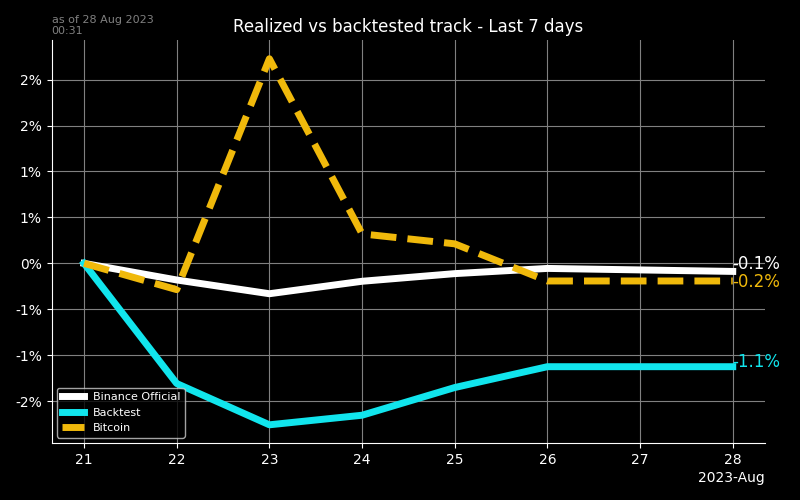 as of 28 Aug 2023
00:31
Realized vs backtested track - Last 7 days
2%
2%
1%
1%
0%
-1%
-1%
-2%
-0.1%
-0.2%
-1.1%
Binance Official
Backtest
Bitcoin
21 22 23 24 25 26 27 28
2023-Aug